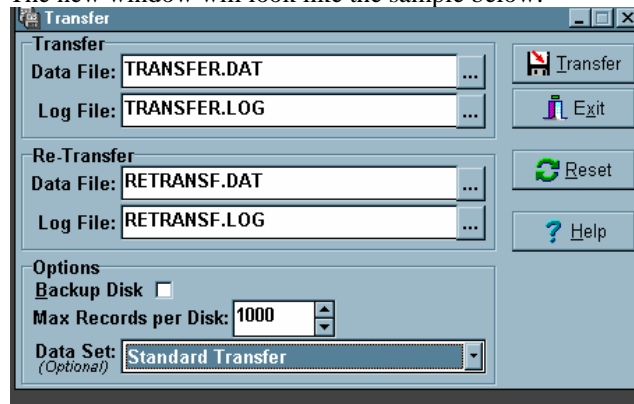 The new window will look like the sample below.
Transfer
Transfer
Data File: TRANSFER.DAT ...
Log File: TRANSFER.LOG ...
Re-Transfer
Data File: RETRANSF.DAT ...
Log File: RETRANSF.LOG ...
Options
Backup Disk
Max Records per Disk: 1000
Data Set: Standard Transfer
(Optional)
Transfer
Exit
Reset
? Help